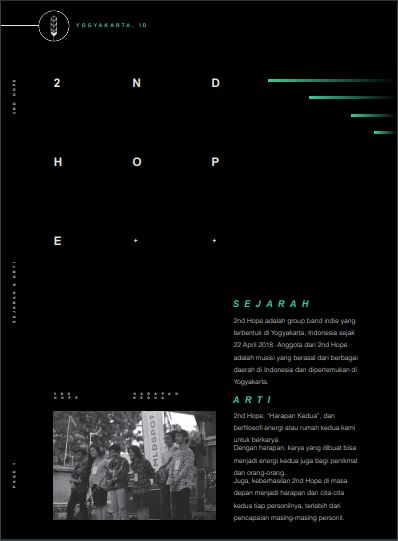 YOGYAKARTA, ID
2ND HOPE
2 N D
H O P
E + +
SEJARAH & ARTI
SEJARAH
2nd Hope adalah group band indie yang
terbentuk di Yogyakarta, Indonesia sejak
22 April 2018. Anggota dari 2nd Hope
adalah musisi yang berasal dari berbagai
daerah di Indonesia dan dipertemukan di
Yogyakarta.
ARTI
2nd Hope, "Harapan Kedua", dan
berfilosofi energi atau rumah kedua kami
untuk berkarya.
Dengan harapan, karya yang dibuat bisa
menjadi energi kedua juga bagi penikmat
dan orang-orang.
Juga, keberhasilan 2nd Hope di masa
depan menjadi harapan dan cita-cita
kedua tiap personilnya, terlebih dari
pencapaian masing-masing personil.
2ND
HOPE
HARAPAN
KEDUA
MLDSPOT
PAGE 1